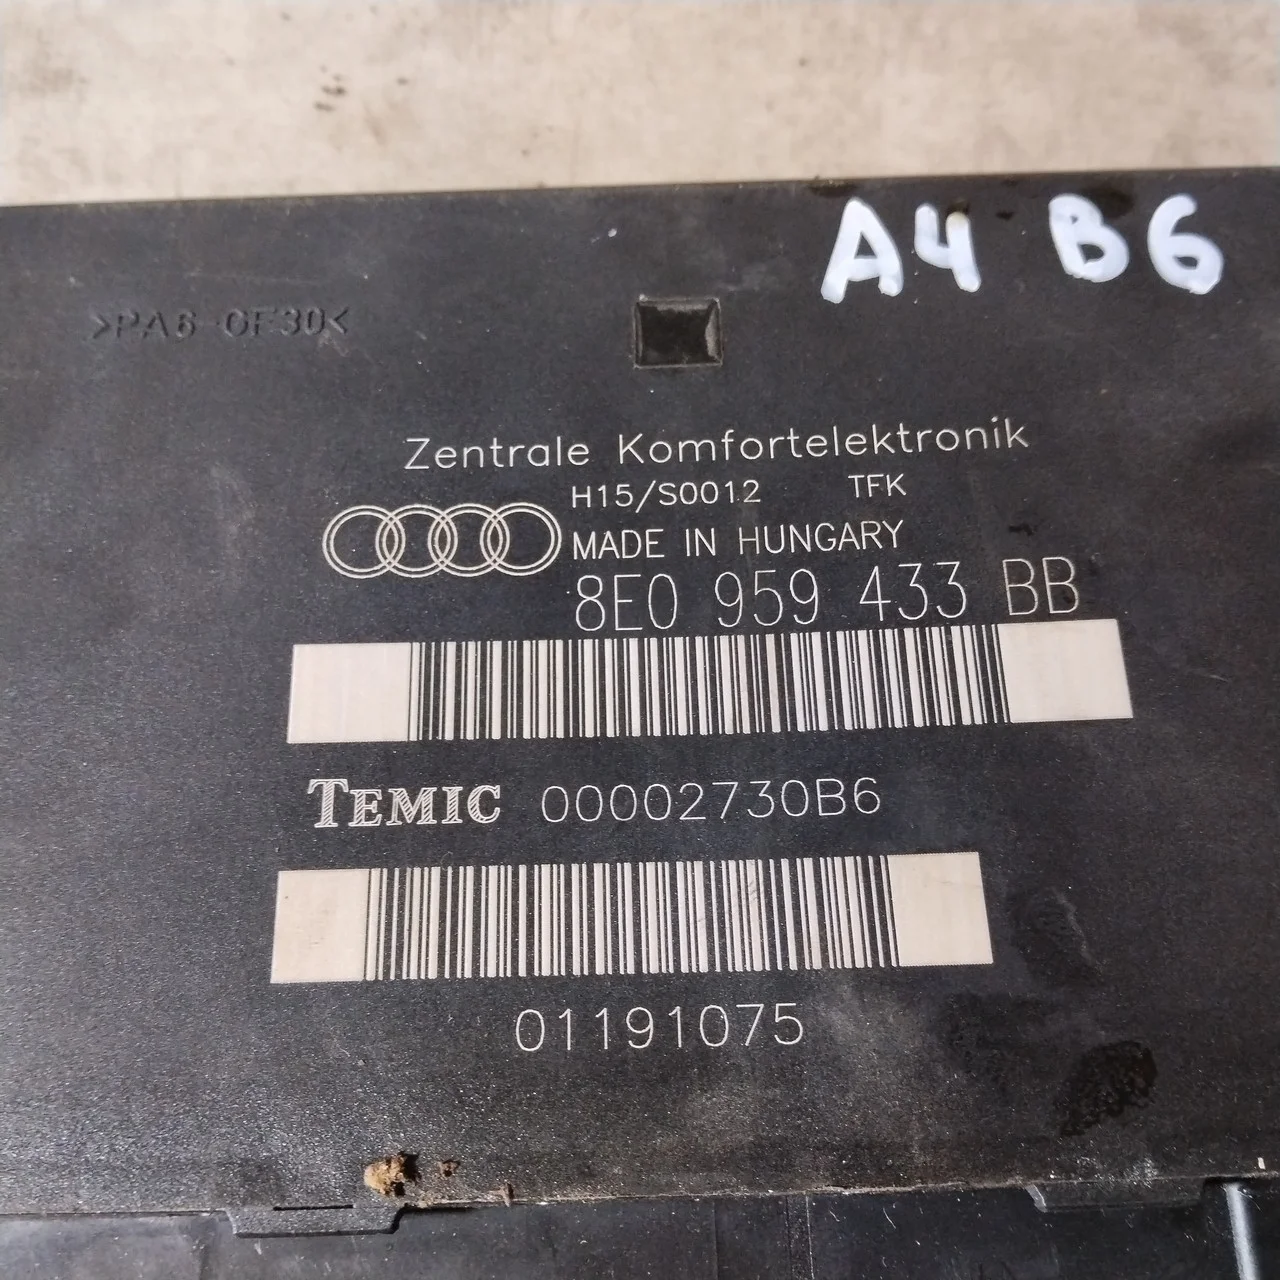 A4 B6
>PA6-GF30<
Zentrale Komfortelektronik
H15/S0012 TFK
MADE IN HUNGARY
8E0 959 433 BB
TEMIC 00002730B6
01191075